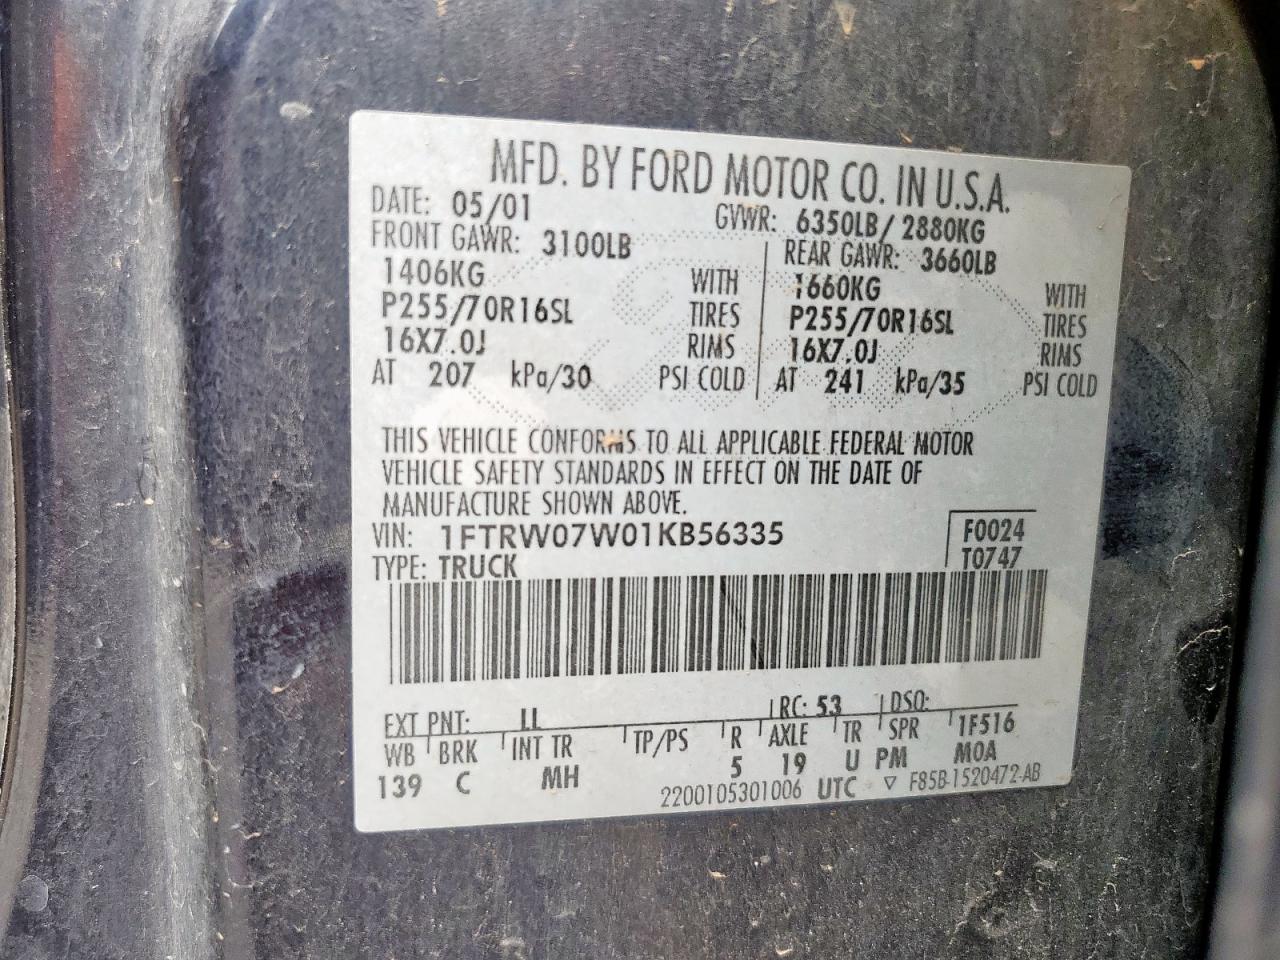 MFD. BY FORD MOTOR CO. IN U.S.A.
DATE: 05/01 GVWR: 6350LB/2880KG
FRONT GAWR: 3100LB REAR GAWR: 3660LB
1406KG WITH 1660KG WITH
P255/70R16SL TIRES P255/70R16SL TIRES
16X7.0J RIMS 16X7.0J RIMS
AT 207 kPa/30 PSI COLD AT 241 kPa/35 PSI COLD
THIS VEHICLE CONFORMS TO ALL APPLICABLE FEDERAL MOTOR
VEHICLE SAFETY STANDARDS IN EFFECT ON THE DATE OF
MANUFACTURE SHOWN ABOVE.
VIN: 1FTRW07W01KB56335 F0024
TYPE: TRUCK T0747
EXT PNT: LL RC: 53 DSO:
WB BRK INT TR TP/PS R AXLE TR SPR 1F516
139 C MH 5 19 U PM MOA
2200105301006 UTC ▽ F85B-1520472-AB